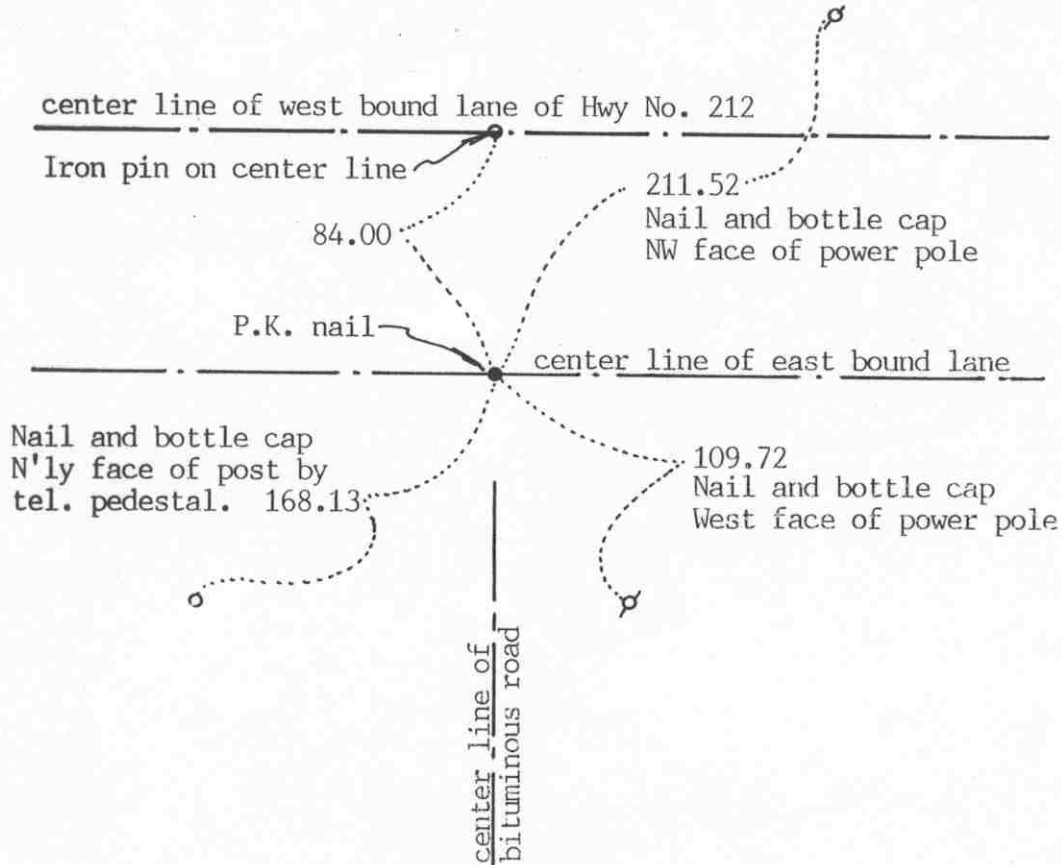 center line of west bound lane of Hwy No. 212
Iron pin on center line
211.52
Nail and bottle cap
NW face of power pole
84.00
P.K. nail
center line of east bound lane
Nail and bottle cap
N'ly face of post by
tel. pedestal. 168.13
109.72
Nail and bottle cap
West face of power pole
center line of
bituminous road